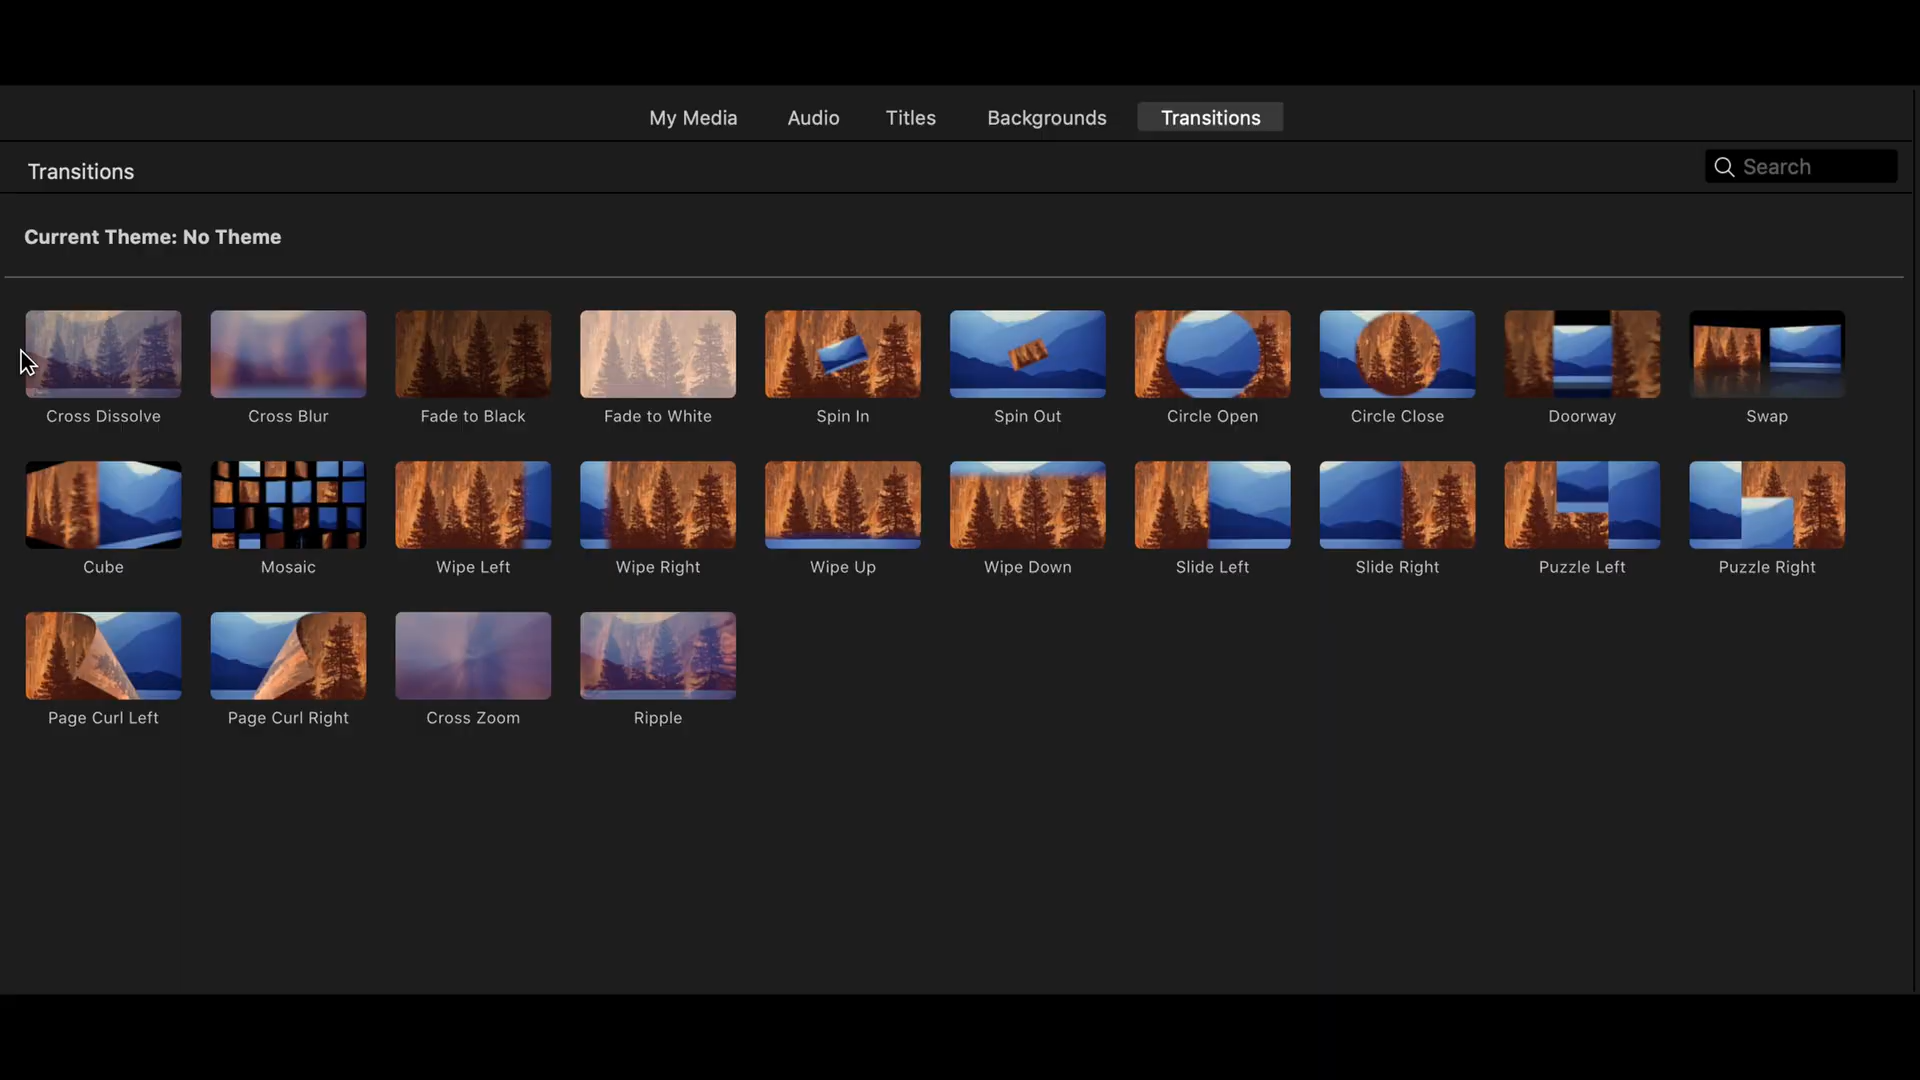 My Media Audio Titles Backgrounds Transitions
Transitions
Search
Current Theme: No Theme
Cross Dissolve Cross Blur Fade to Black Fade to White Spin In Spin Out Circle Open Circle Close Doorway Swap
Cube Mosaic Wipe Left Wipe Right Wipe Up Wipe Down Slide Left Slide Right Puzzle Left Puzzle Right
Page Curl Left Page Curl Right Cross Zoom Ripple